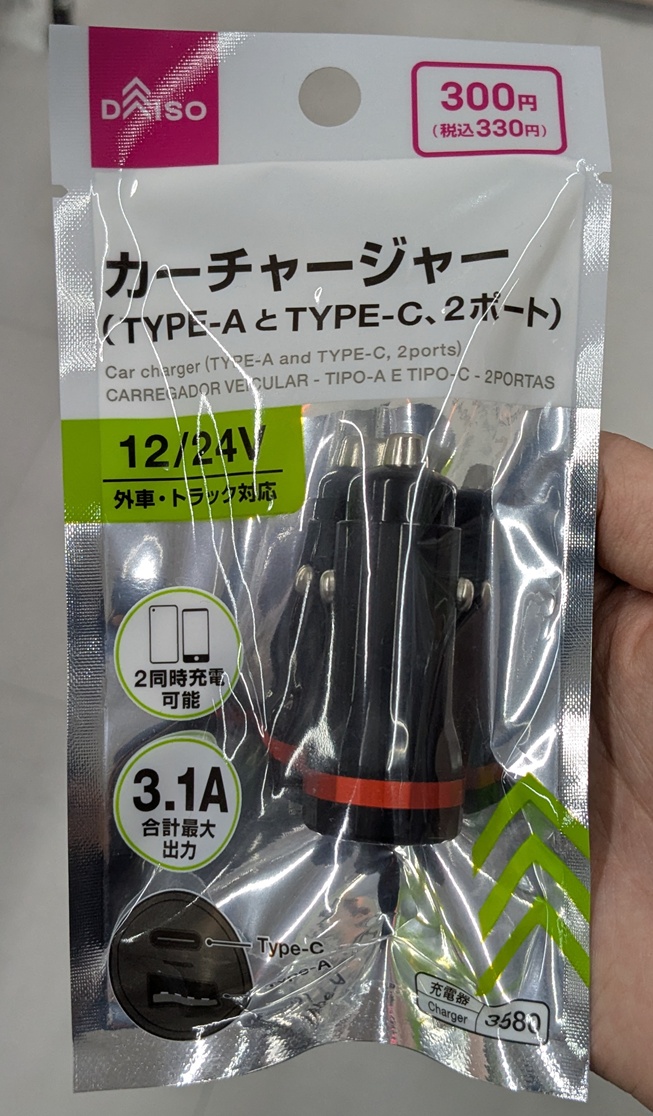 DAISO
300円
(税込330円)
カーチャージャー
(TYPE-AとTYPE-C、2ポート)
Car charger (TYPE-A and TYPE-C, 2ports)
CARREGADOR VEICULAR - TIPO-A E TIPO-C - 2PORTAS
12/24V
外車・トラック対応
2同時充電
可能
3.1A
合計最大
出力
Type-C
Type-A
充電器
Charger
3580